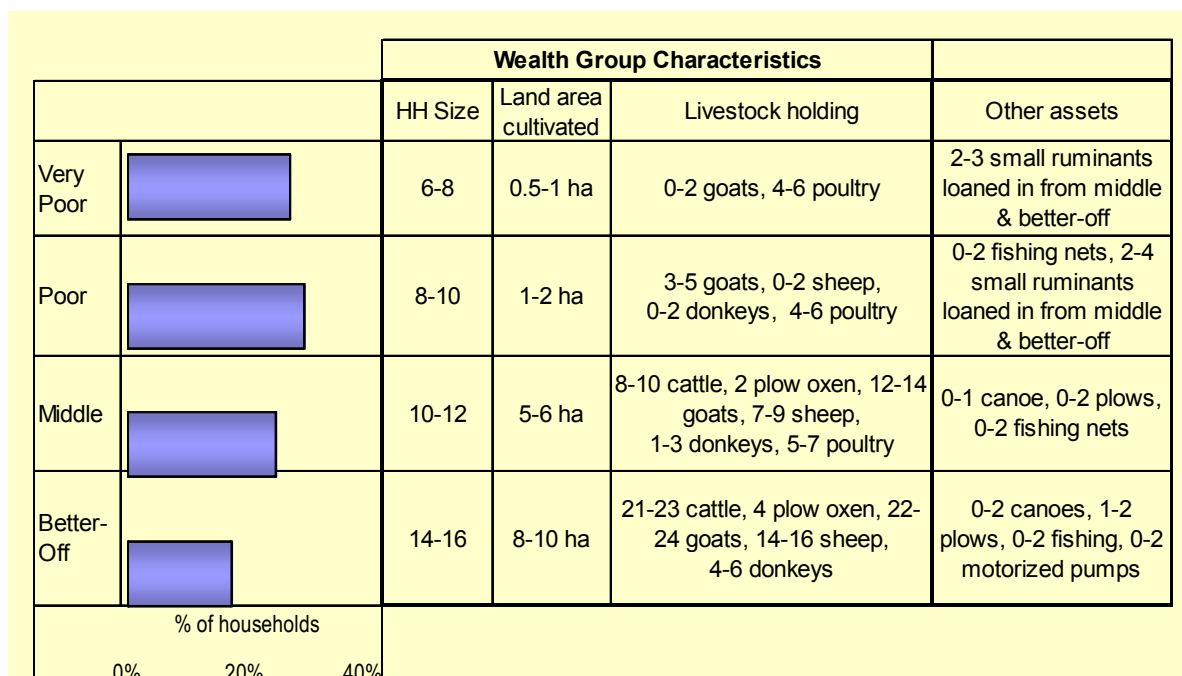 Wealth Group Characteristics
HH Size
Land area
cultivated
Livestock holding
Other assets
Very
Poor
6-8
0.5-1 ha
0-2 goats, 4-6 poultry
2-3 small ruminants
loaned in from middle
& better-off
Poor
8-10
1-2 ha
3-5 goats, 0-2 sheep,
0-2 donkeys, 4-6 poultry
0-2 fishing nets, 2-4
small ruminants
loaned in from middle
& better-off
Middle
10-12
5-6 ha
8-10 cattle, 2 plow oxen, 12-14
goats, 7-9 sheep,
1-3 donkeys, 5-7 poultry
0-1 canoe, 0-2 plows,
0-2 fishing nets
Better-
Off
14-16
8-10 ha
21-23 cattle, 4 plow oxen, 22-
24 goats, 14-16 sheep,
4-6 donkeys
0-2 canoes, 1-2
plows, 0-2 fishing, 0-2
motorized pumps
% of households
0% 20% 40%